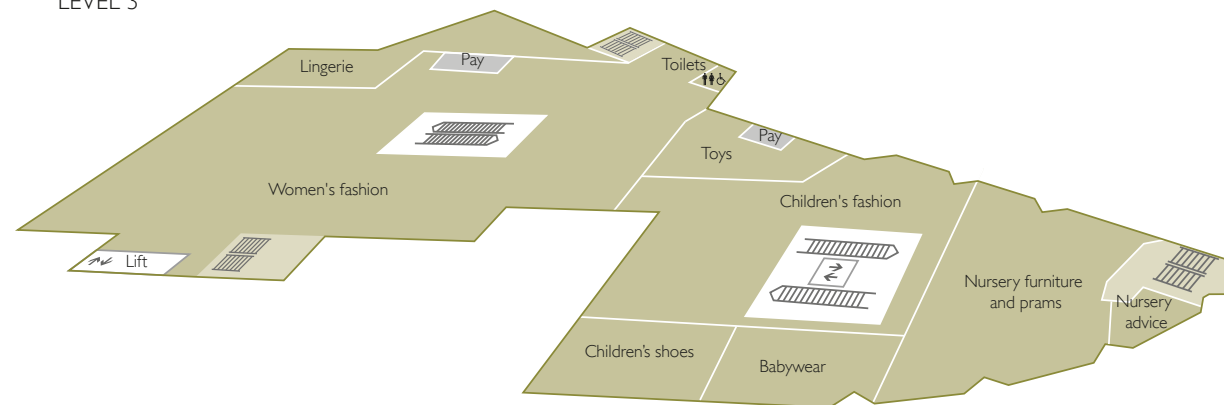 LEVEL 3
Lingerie
Pay
Toilets
Pay
Toys
Women's fashion
Children's fashion
Lift
Nursery furniture
and prams
Nursery
advice
Children's shoes
Babywear